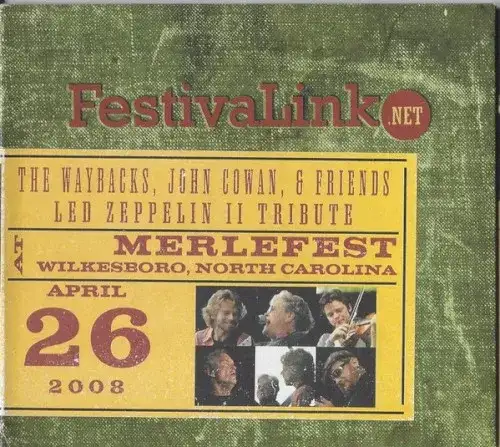 FestivaLink.NET
THE WAYBACKS, JOHN COWAN, & FRIENDS
LED ZEPPELIN II TRIBUTE
AT MERLEFEST
WILKESBORO, NORTH CAROLINA
APRIL
26
2008